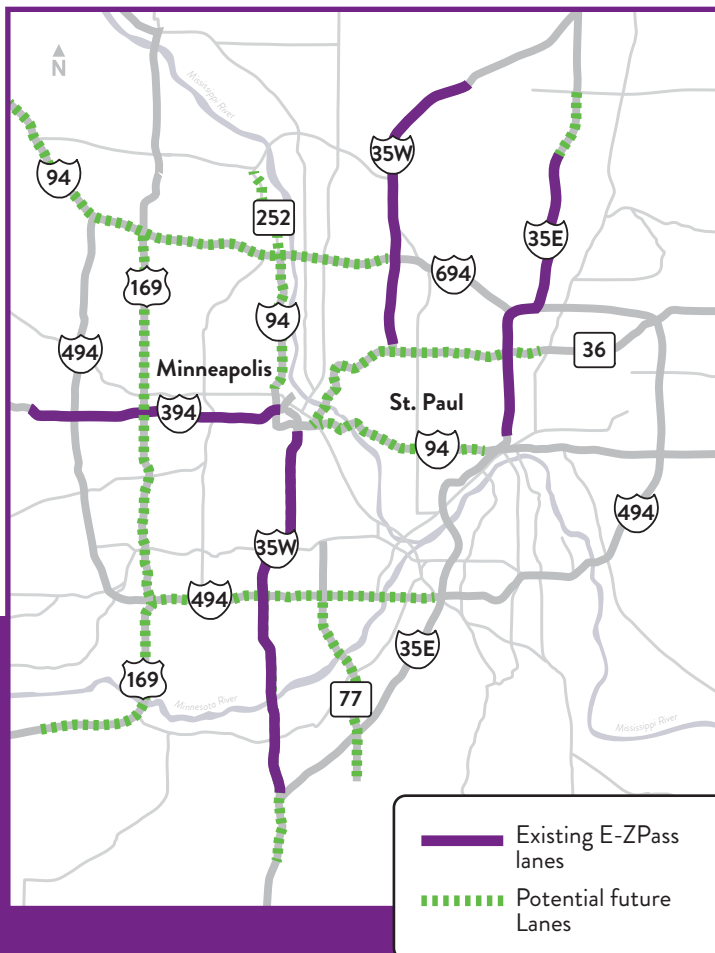 N
Mississippi River
35W
94
252
35E
169
694
94
494
36
Minneapolis
394
St. Paul
94
494
35W
494
35E
169
77
Minnesota River
Mississippi River
Existing E-ZPass
lanes
Potential future
Lanes